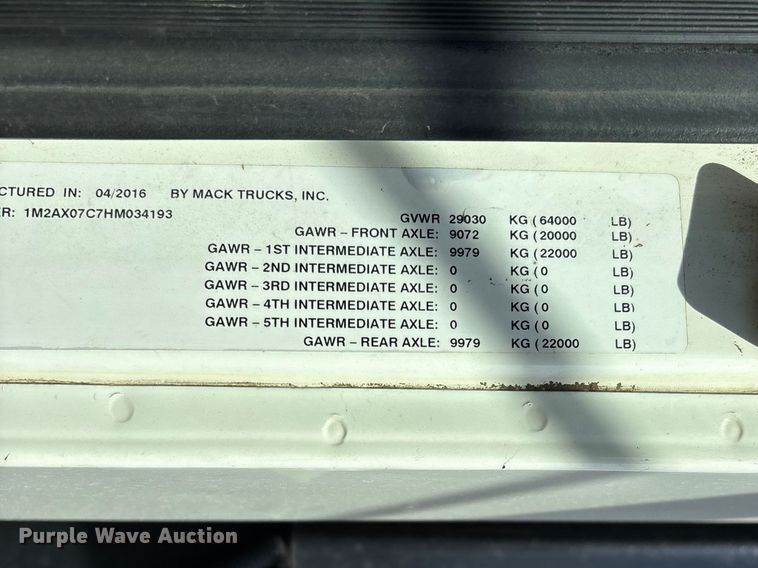 CTURED IN: 04/2016 BY MACK TRUCKS, INC.
ER: 1M2AX07C7HM034193
GVWR 29030 KG ( 64000 LB)
GAWR – FRONT AXLE: 9072 KG ( 20000 LB)
GAWR – 1ST INTERMEDIATE AXLE: 9979 KG ( 22000 LB)
GAWR – 2ND INTERMEDIATE AXLE: 0 KG ( 0 LB)
GAWR – 3RD INTERMEDIATE AXLE: 0 KG ( 0 LB)
GAWR – 4TH INTERMEDIATE AXLE: 0 KG ( 0 LB)
GAWR – 5TH INTERMEDIATE AXLE: 0 KG ( 0 LB)
GAWR – REAR AXLE: 9979 KG ( 22000 LB)
Purple Wave Auction